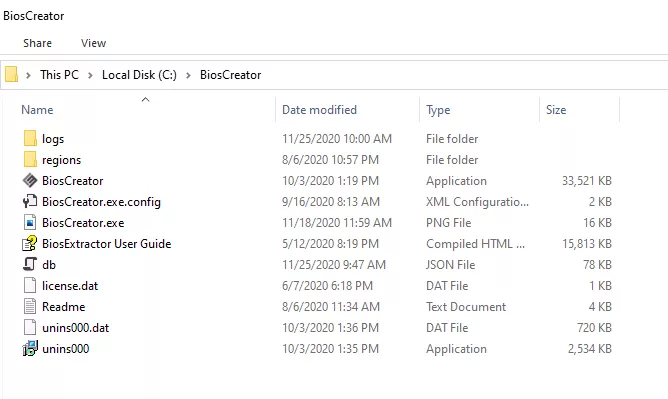 BiosCreator
Share View
This PC > Local Disk (C:) > BiosCreator
Name Date modified Type Size
logs 11/25/2020 10:00 AM File folder
regions 8/6/2020 10:57 PM File folder
BiosCreator 10/3/2020 1:19 PM Application 33,521 KB
BiosCreator.exe.config 9/16/2020 8:13 AM XML Configuratio... 2 KB
BiosCreator.exe 11/18/2020 11:59 AM PNG File 16 KB
BiosExtractor User Guide 5/12/2020 8:19 PM Compiled HTML ... 15,813 KB
db 11/25/2020 9:47 AM JSON File 78 KB
license.dat 6/7/2020 6:18 PM DAT File 1 KB
Readme 8/6/2020 11:34 AM Text Document 4 KB
unins000.dat 10/3/2020 1:36 PM DAT File 720 KB
unins000 10/3/2020 1:35 PM Application 2,534 KB